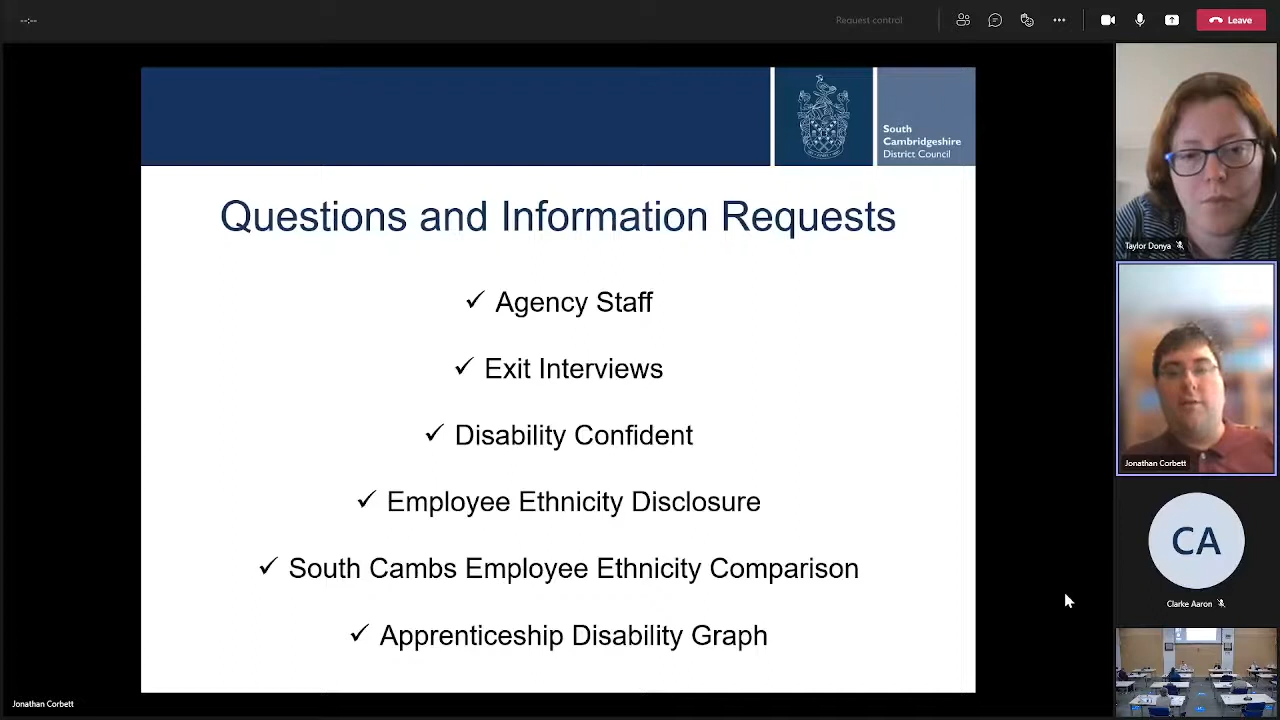 --:--
Request control
Leave
South
Cambridgeshire
District Council
Questions and Information Requests
✓ Agency Staff
✓ Exit Interviews
✓ Disability Confident
✓ Employee Ethnicity Disclosure
✓ South Cambs Employee Ethnicity Comparison
✓ Apprenticeship Disability Graph
Taylor Donya
Jonathan Corbett
CA
Clarke Aaron
Jonathan Corbett